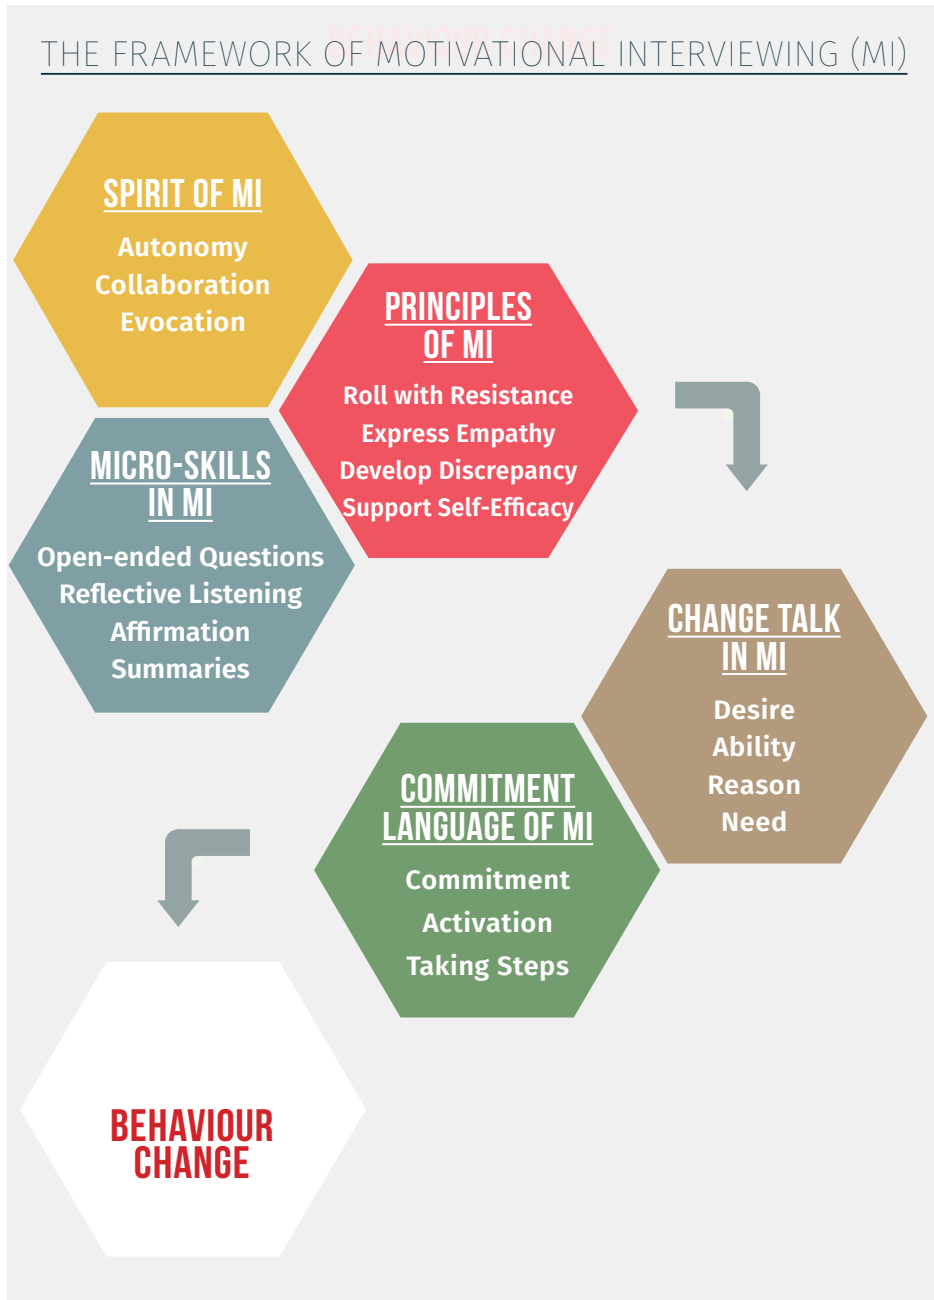 BEHAVIOUR CHANGE
THE FRAMEWORK OF MOTIVATIONAL INTERVIEWING (MI)
SPIRIT OF MI
Autonomy
Collaboration
Evocation
PRINCIPLES
OF MI
Roll with Resistance
Express Empathy
Develop Discrepancy
Support Self-Efficacy
MICRO-SKILLS
IN MI
Open-ended Questions
Reflective Listening
Affirmation
Summaries
CHANGE TALK
IN MI
Desire
Ability
Reason
Need
COMMITMENT
LANGUAGE OF MI
Commitment
Activation
Taking Steps
BEHAVIOUR
CHANGE